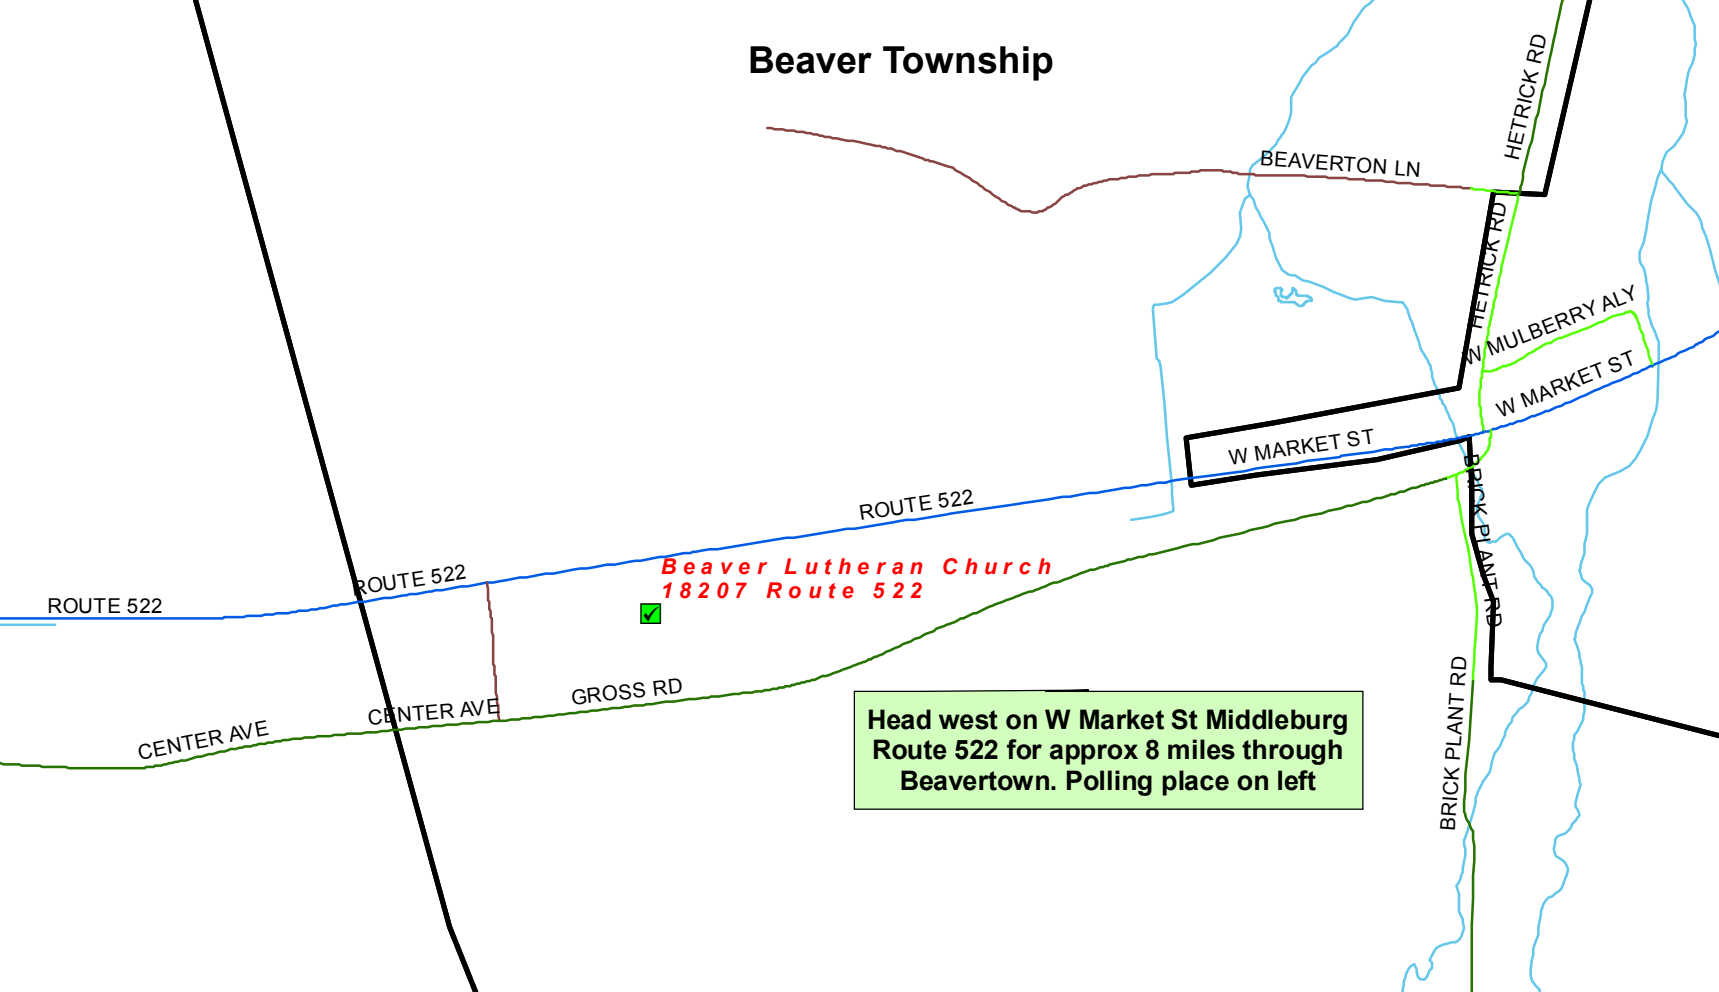 Beaver Township
HETRICK RD
BEAVERTON LN
HETRICK RD
W MULBERRY ALY
W MARKET ST
W MARKET ST
BRICK PLANT RD
ROUTE 522
ROUTE 522
ROUTE 522
Beaver Lutheran Church
18207 Route 522
GROSS RD
CENTER AVE
CENTER AVE
BRICK PLANT RD
Head west on W Market St Middleburg
Route 522 for approx 8 miles through
Beavertown. Polling place on left